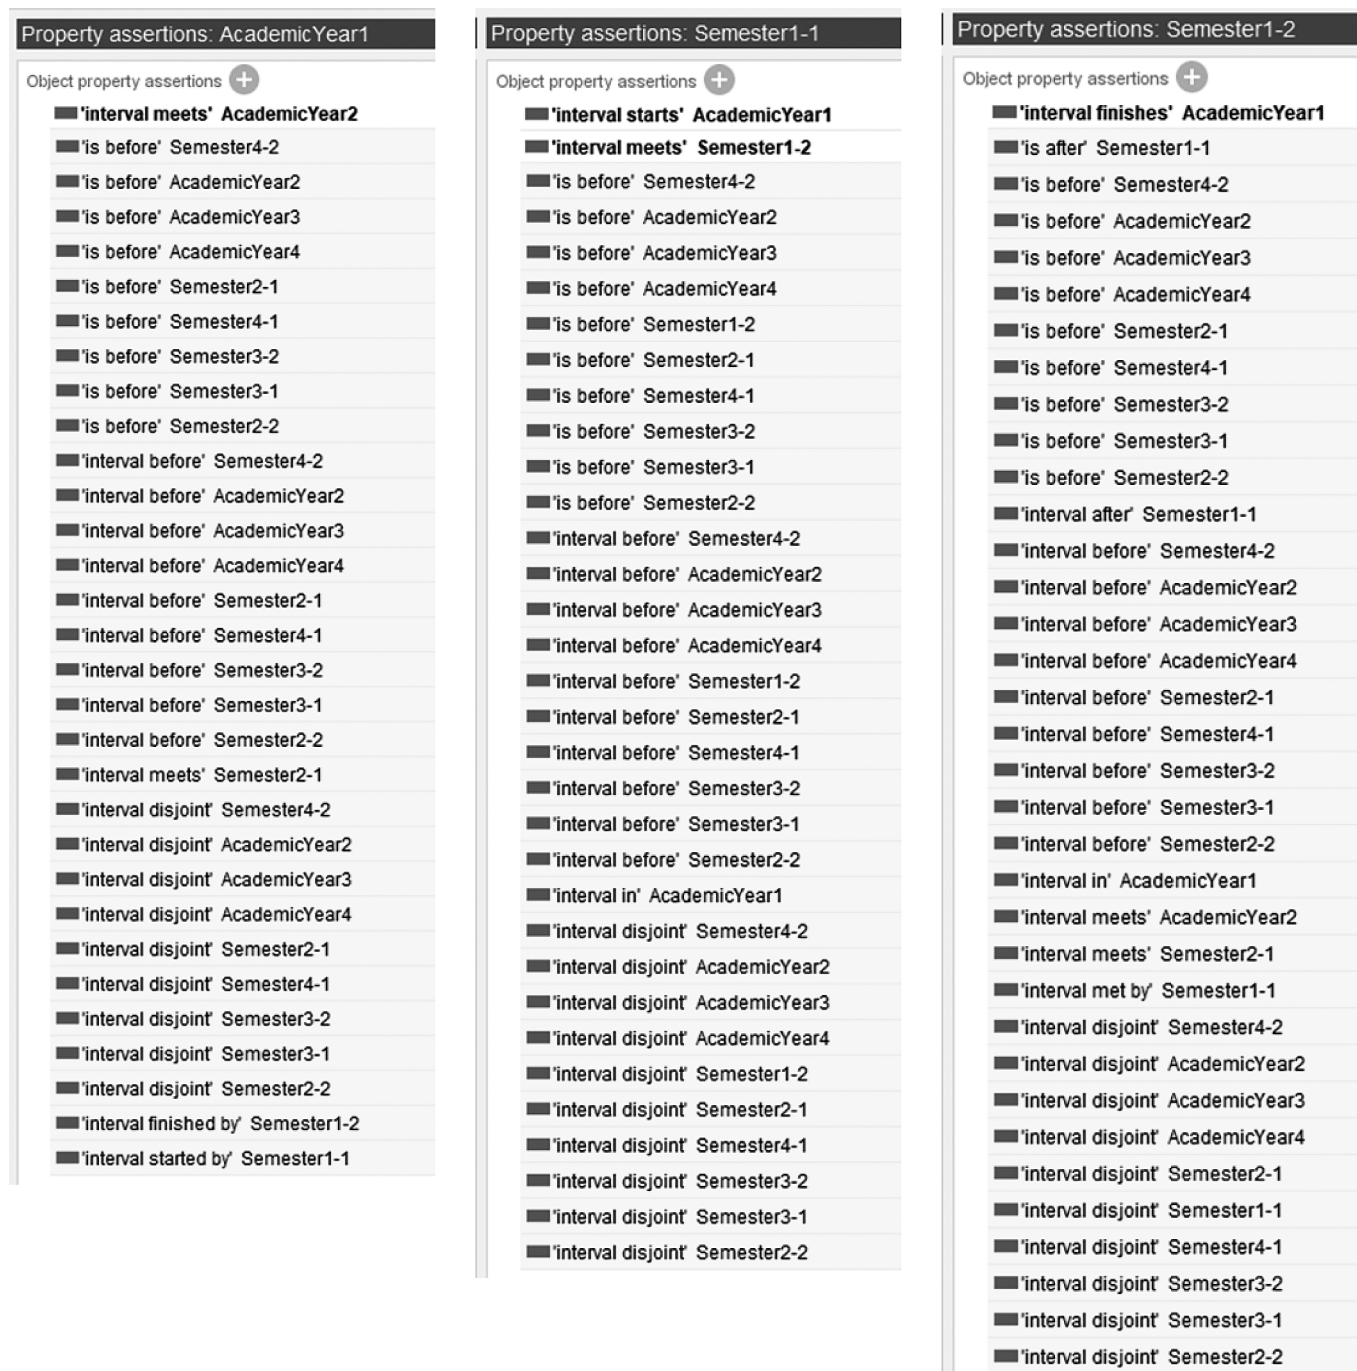 Property assertions: AcademicYear1
Object property assertions
'interval meets' AcademicYear2
'is before' Semester4-2
'is before' AcademicYear2
'is before' AcademicYear3
'is before' AcademicYear4
'is before' Semester2-1
'is before' Semester4-1
'is before' Semester3-2
'is before' Semester3-1
'is before' Semester2-2
'interval before' Semester4-2
'interval before' AcademicYear2
'interval before' AcademicYear3
'interval before' AcademicYear4
'interval before' Semester2-1
'interval before' Semester4-1
'interval before' Semester3-2
'interval before' Semester3-1
'interval before' Semester2-2
'interval meets' Semester2-1
'interval disjoint' Semester4-2
'interval disjoint' AcademicYear2
'interval disjoint' AcademicYear3
'interval disjoint' AcademicYear4
'interval disjoint' Semester2-1
'interval disjoint' Semester4-1
'interval disjoint' Semester3-2
'interval disjoint' Semester3-1
'interval disjoint' Semester2-2
'interval finished by' Semester1-2
'interval started by' Semester1-1
Property assertions: Semester1-1
Object property assertions
'interval starts' AcademicYear1
'interval meets' Semester1-2
'is before' Semester4-2
'is before' AcademicYear2
'is before' AcademicYear3
'is before' AcademicYear4
'is before' Semester1-2
'is before' Semester2-1
'is before' Semester4-1
'is before' Semester3-2
'is before' Semester3-1
'is before' Semester2-2
'interval before' Semester4-2
'interval before' AcademicYear2
'interval before' AcademicYear3
'interval before' AcademicYear4
'interval before' Semester1-2
'interval before' Semester2-1
'interval before' Semester4-1
'interval before' Semester3-2
'interval before' Semester3-1
'interval before' Semester2-2
'interval in' AcademicYear1
'interval disjoint' Semester4-2
'interval disjoint' AcademicYear2
'interval disjoint' AcademicYear3
'interval disjoint' AcademicYear4
'interval disjoint' Semester1-2
'interval disjoint' Semester2-1
'interval disjoint' Semester4-1
'interval disjoint' Semester3-2
'interval disjoint' Semester3-1
'interval disjoint' Semester2-2
Property assertions: Semester1-2
Object property assertions
'interval finishes' AcademicYear1
'is after' Semester1-1
'is before' Semester4-2
'is before' AcademicYear2
'is before' AcademicYear3
'is before' AcademicYear4
'is before' Semester2-1
'is before' Semester4-1
'is before' Semester3-2
'is before' Semester3-1
'is before' Semester2-2
'interval after' Semester1-1
'interval before' Semester4-2
'interval before' AcademicYear2
'interval before' AcademicYear3
'interval before' AcademicYear4
'interval before' Semester2-1
'interval before' Semester4-1
'interval before' Semester3-2
'interval before' Semester3-1
'interval before' Semester2-2
'interval in' AcademicYear1
'interval meets' AcademicYear2
'interval meets' Semester2-1
'interval met by' Semester1-1
'interval disjoint' Semester4-2
'interval disjoint' AcademicYear2
'interval disjoint' AcademicYear3
'interval disjoint' AcademicYear4
'interval disjoint' Semester2-1
'interval disjoint' Semester1-1
'interval disjoint' Semester4-1
'interval disjoint' Semester3-2
'interval disjoint' Semester3-1
'interval disjoint' Semester2-2